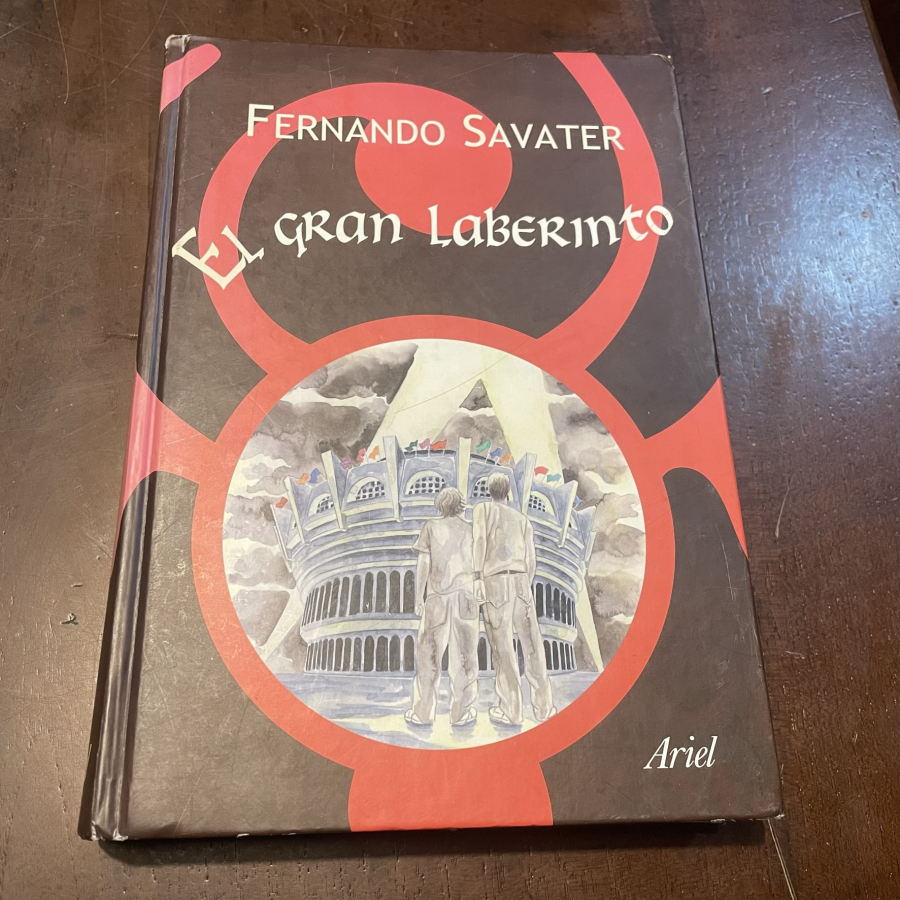 FERNANDO SAVATER
El gran laberinto
Ariel